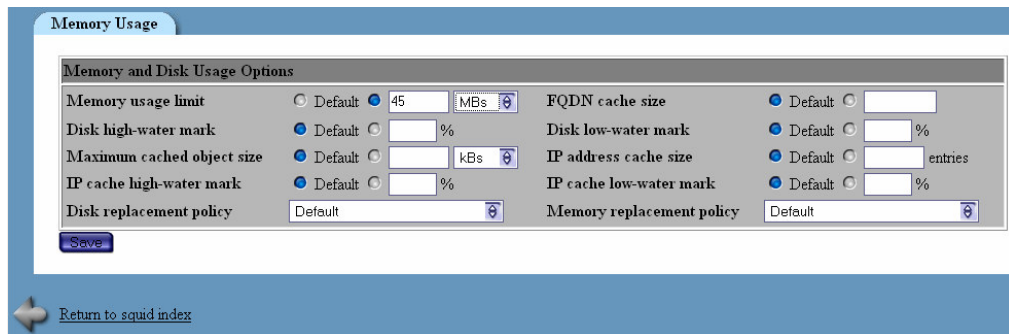 Memory Usage
Memory and Disk Usage Options
Memory usage limit Default 45 MBs FQDN cache size Default
Disk high-water mark Default % Disk low-water mark Default %
Maximum cached object size Default kBs IP address cache size Default entries
IP cache high-water mark Default % IP cache low-water mark Default %
Disk replacement policy Default Memory replacement policy Default
Save
Return to squid index